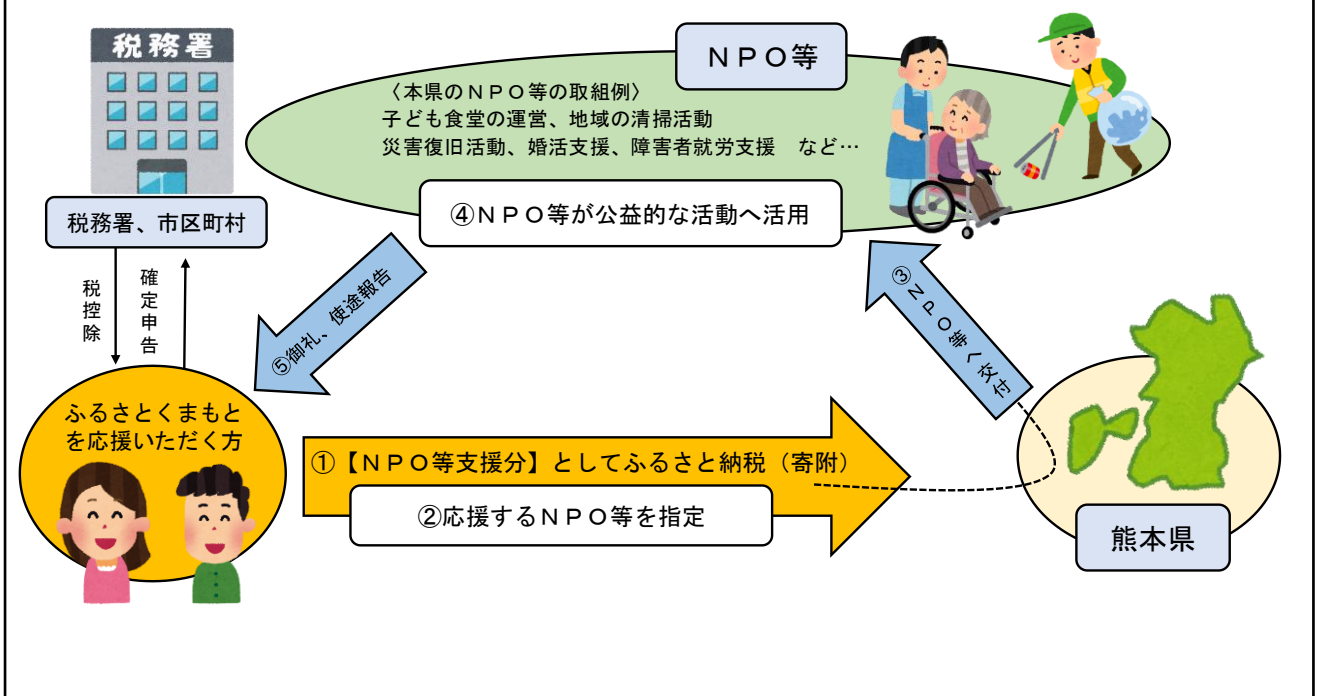 税務署
NPO等
〈本県のNPO等の取組例〉
子ども食堂の運営、地域の清掃活動
災害復旧活動、婚活支援、障害者就労支援　など…
④NPO等が公益的な活動へ活用
税務署、市区町村
税控除
確定申告
⑤御礼、使途報告
③NPO等へ交付
ふるさとくまもと
を応援いただく方
①【NPO等支援分】としてふるさと納税（寄附）
②応援するNPO等を指定
熊本県